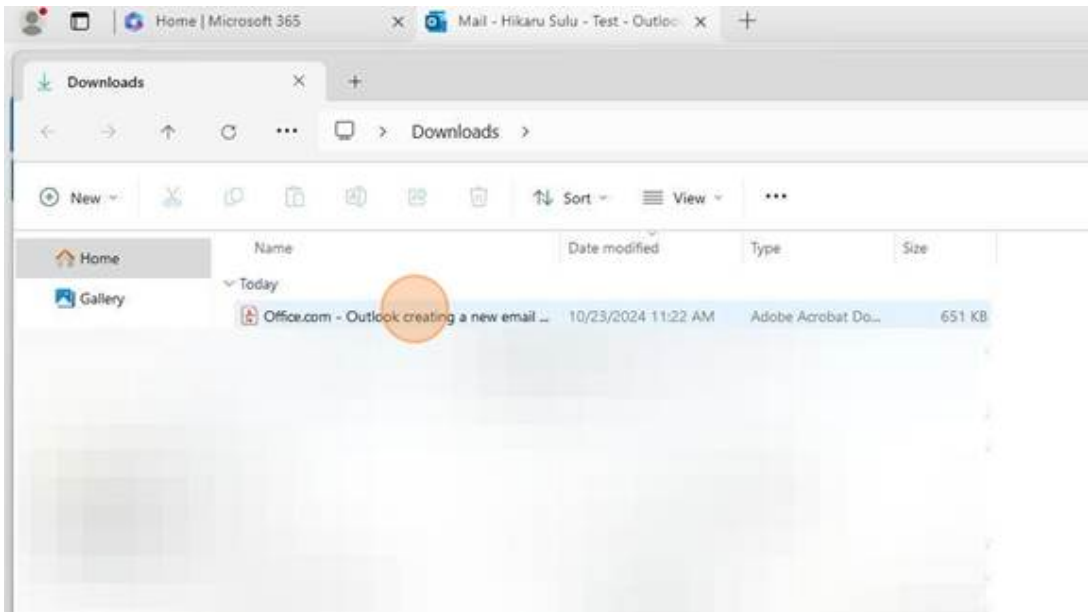 Home | Microsoft 365
Mail - Hikaru Sulu - Test - Outloo
Downloads
Downloads
New
Sort
View
Name
Date modified
Type
Size
Home
Today
Gallery
Office.com - Outlook creating a new email ... 10/23/2024 11:22 AM Adobe Acrobat Do... 651 KB